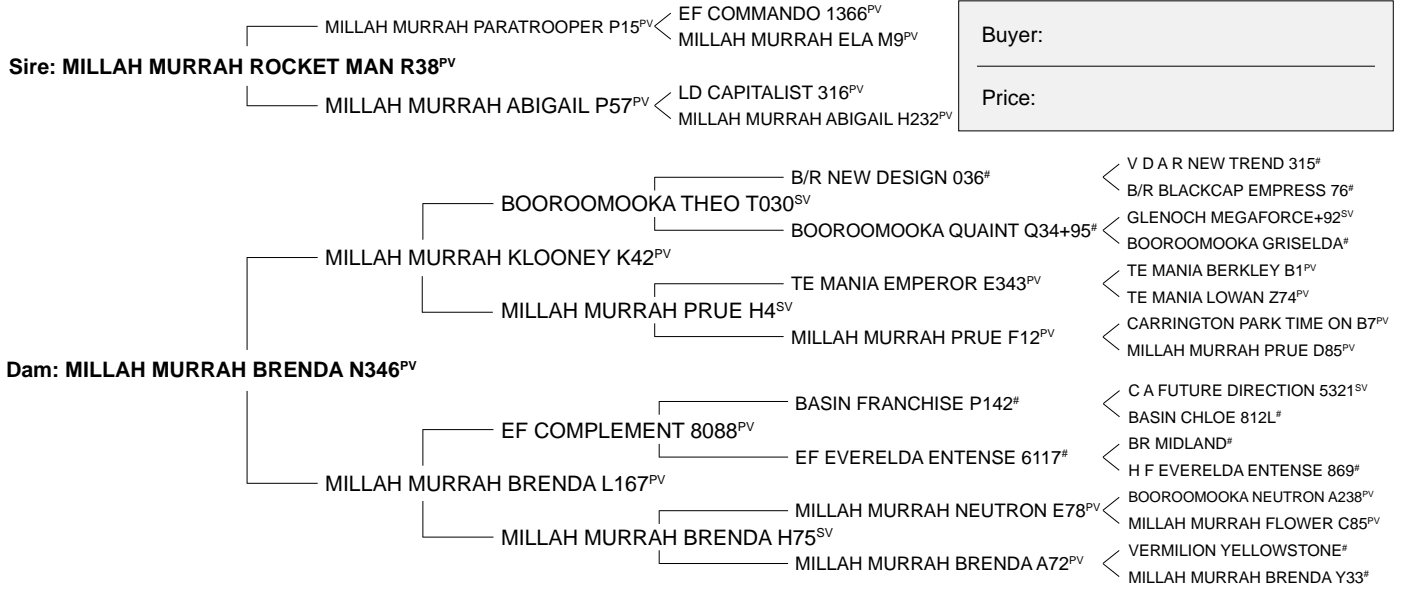 EF COMMANDO 1366PV
MILLAH MURRAH PARATROOPER P15PV
MILLAH MURRAH ELA M9PV
Sire: MILLAH MURRAH ROCKET MAN R38PV
LD CAPITALIST 316PV
MILLAH MURRAH ABIGAIL P57PV
MILLAH MURRAH ABIGAIL H232PV
Buyer:
Price:
V D A R NEW TREND 315#
B/R NEW DESIGN 036#
B/R BLACKCAP EMPRESS 76#
BOOROOMOOKA THEO T030SV
GLENOCH MEGAFORCE+92SV
BOOROOMOOKA QUAINT Q34+95#
BOOROOMOOKA GRISELDA#
MILLAH MURRAH KLOONEY K42PV
TE MANIA BERKLEY B1PV
TE MANIA EMPEROR E343PV
TE MANIA LOWAN Z74PV
MILLAH MURRAH PRUE H4SV
CARRINGTON PARK TIME ON B7PV
MILLAH MURRAH PRUE F12PV
MILLAH MURRAH PRUE D85PV
Dam: MILLAH MURRAH BRENDA N346PV
C A FUTURE DIRECTION 5321SV
BASIN FRANCHISE P142#
BASIN CHLOE 812L#
EF COMPLEMENT 8088PV
BR MIDLAND#
EF EVERELDA ENTENSE 6117#
H F EVERELDA ENTENSE 869#
MILLAH MURRAH BRENDA L167PV
BOOROOMOOKA NEUTRON A238PV
MILLAH MURRAH NEUTRON E78PV
MILLAH MURRAH FLOWER C85PV
MILLAH MURRAH BRENDA H75SV
VERMILION YELLOWSTONE#
MILLAH MURRAH BRENDA A72PV
MILLAH MURRAH BRENDA Y33#